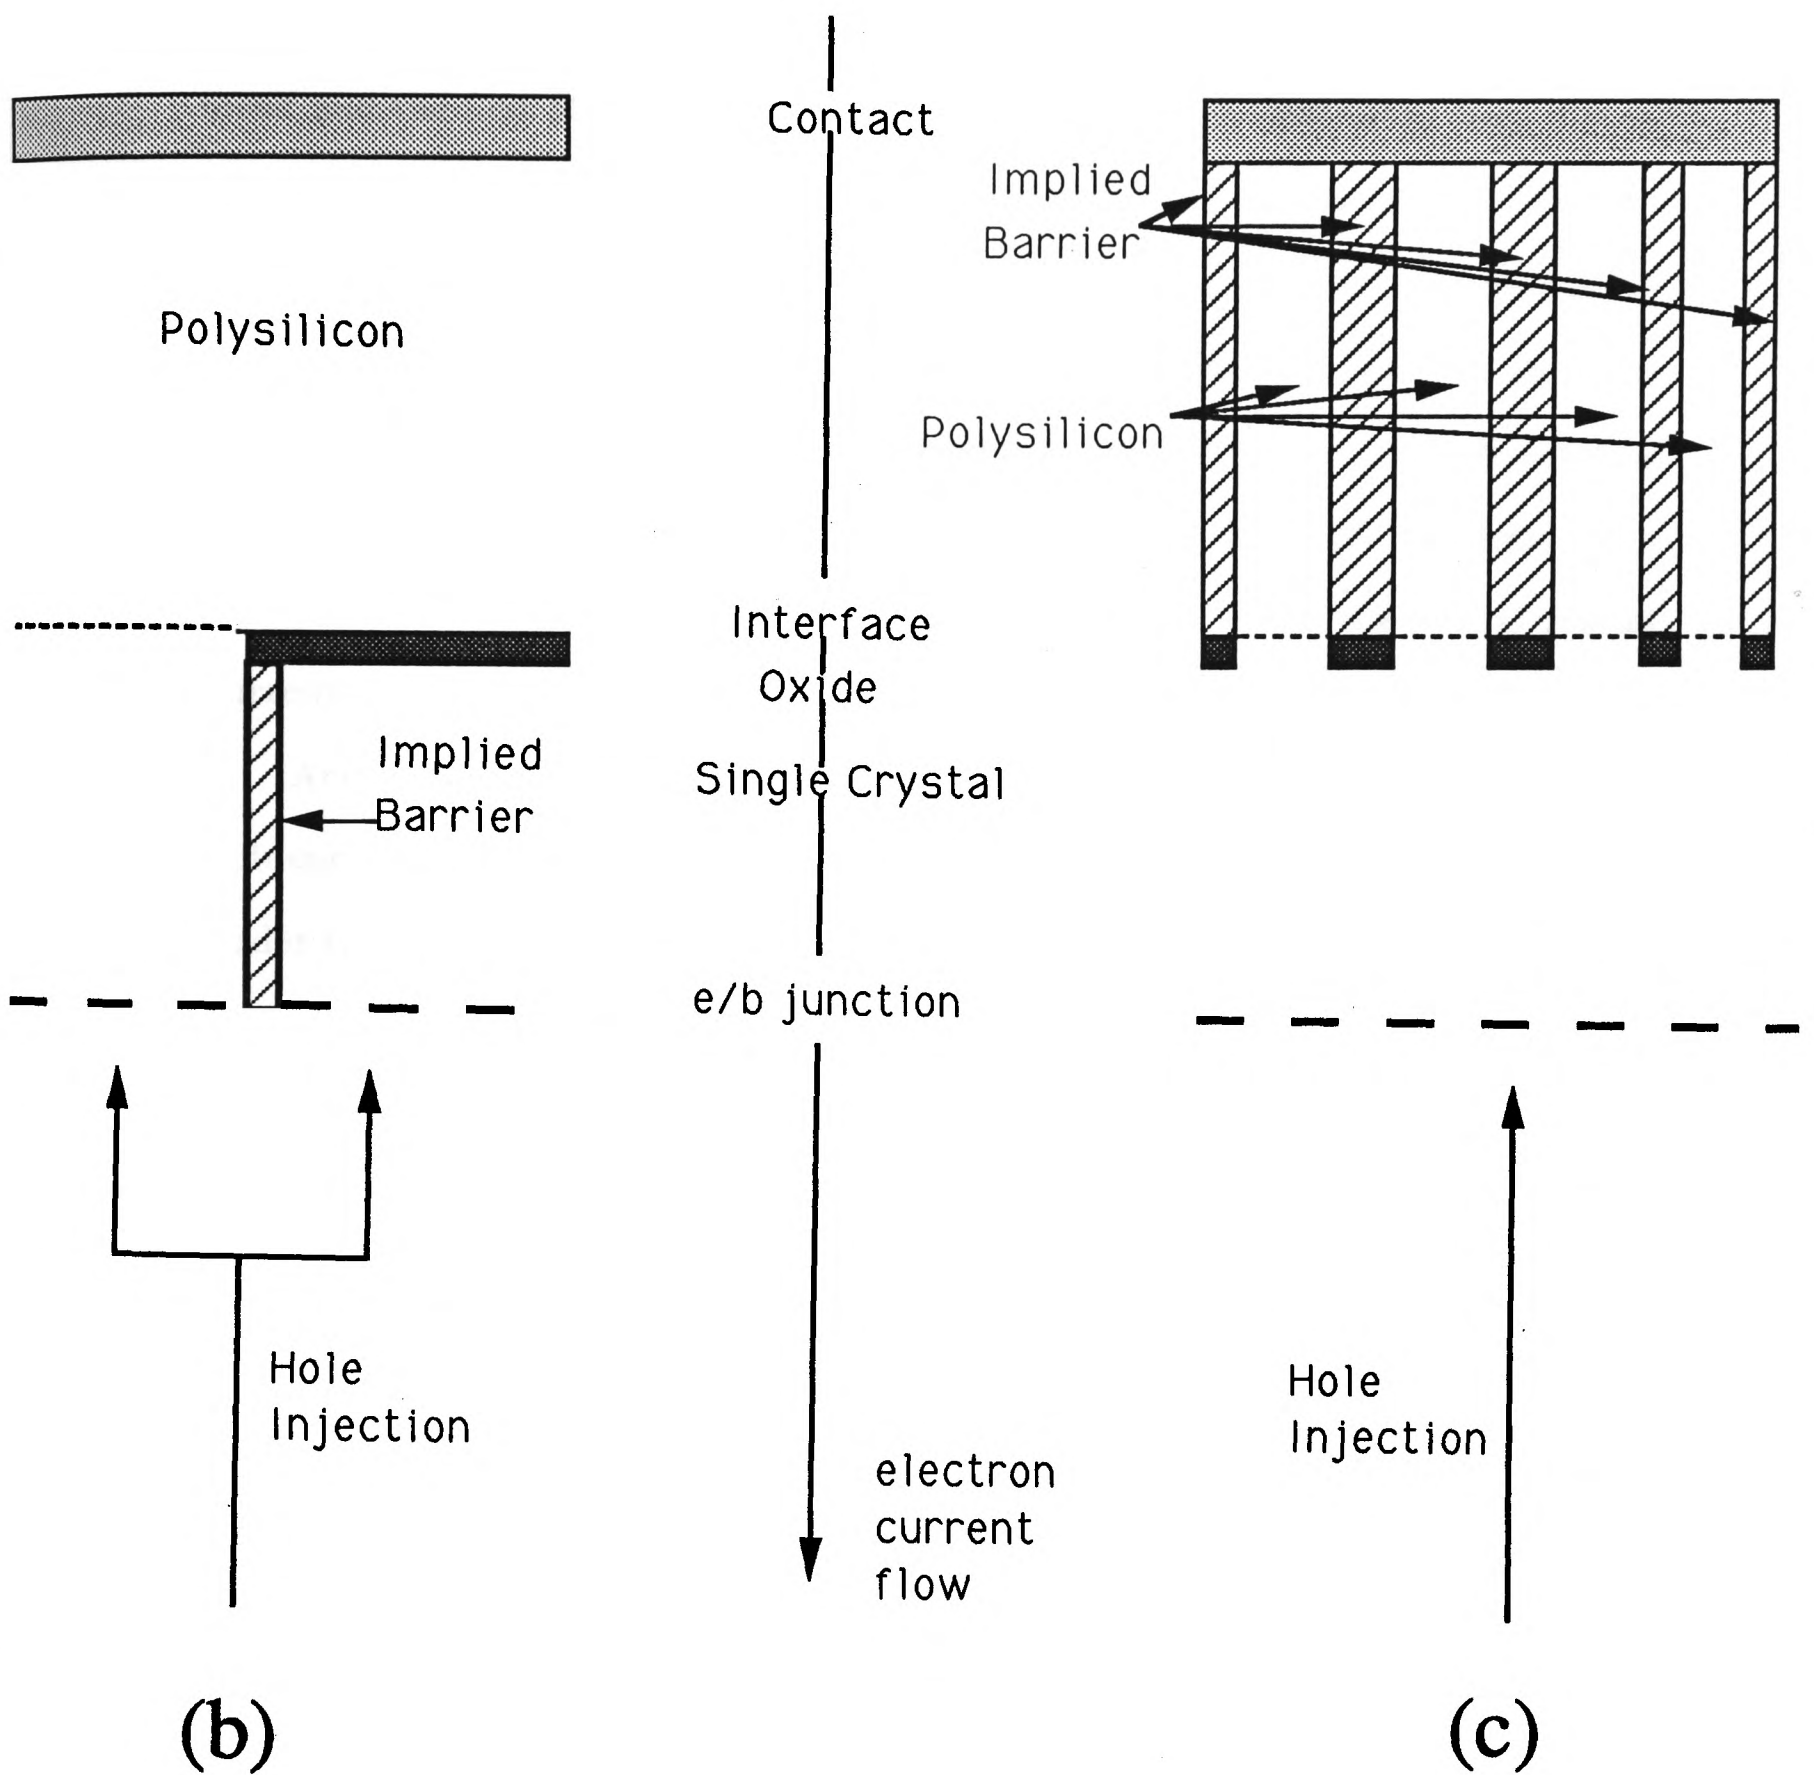 Contact
Implied
Barrier
Polysilicon
Polysilicon
Interface
Oxide
Implied
Barrier
Single Crystal
e/b junction
Hole
Injection
Hole
Injection
electron
current
flow
(b)
(c)